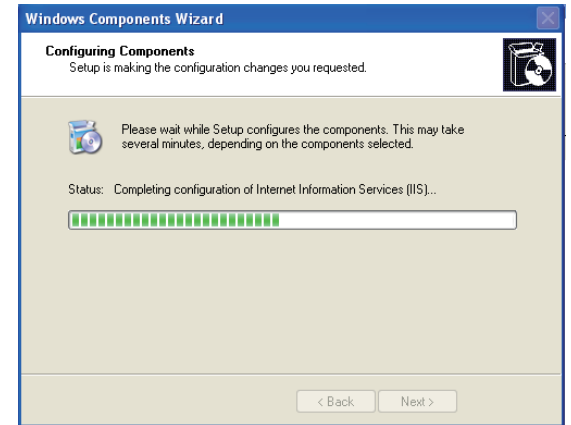 Windows Components Wizard
Configuring Components
Setup is making the configuration changes you requested.
Please wait while Setup configures the components. This may take
several minutes, depending on the components selected.
Status: Completing configuration of Internet Information Services (IIS)...
< Back Next >